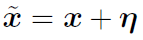 x̃ = x + η